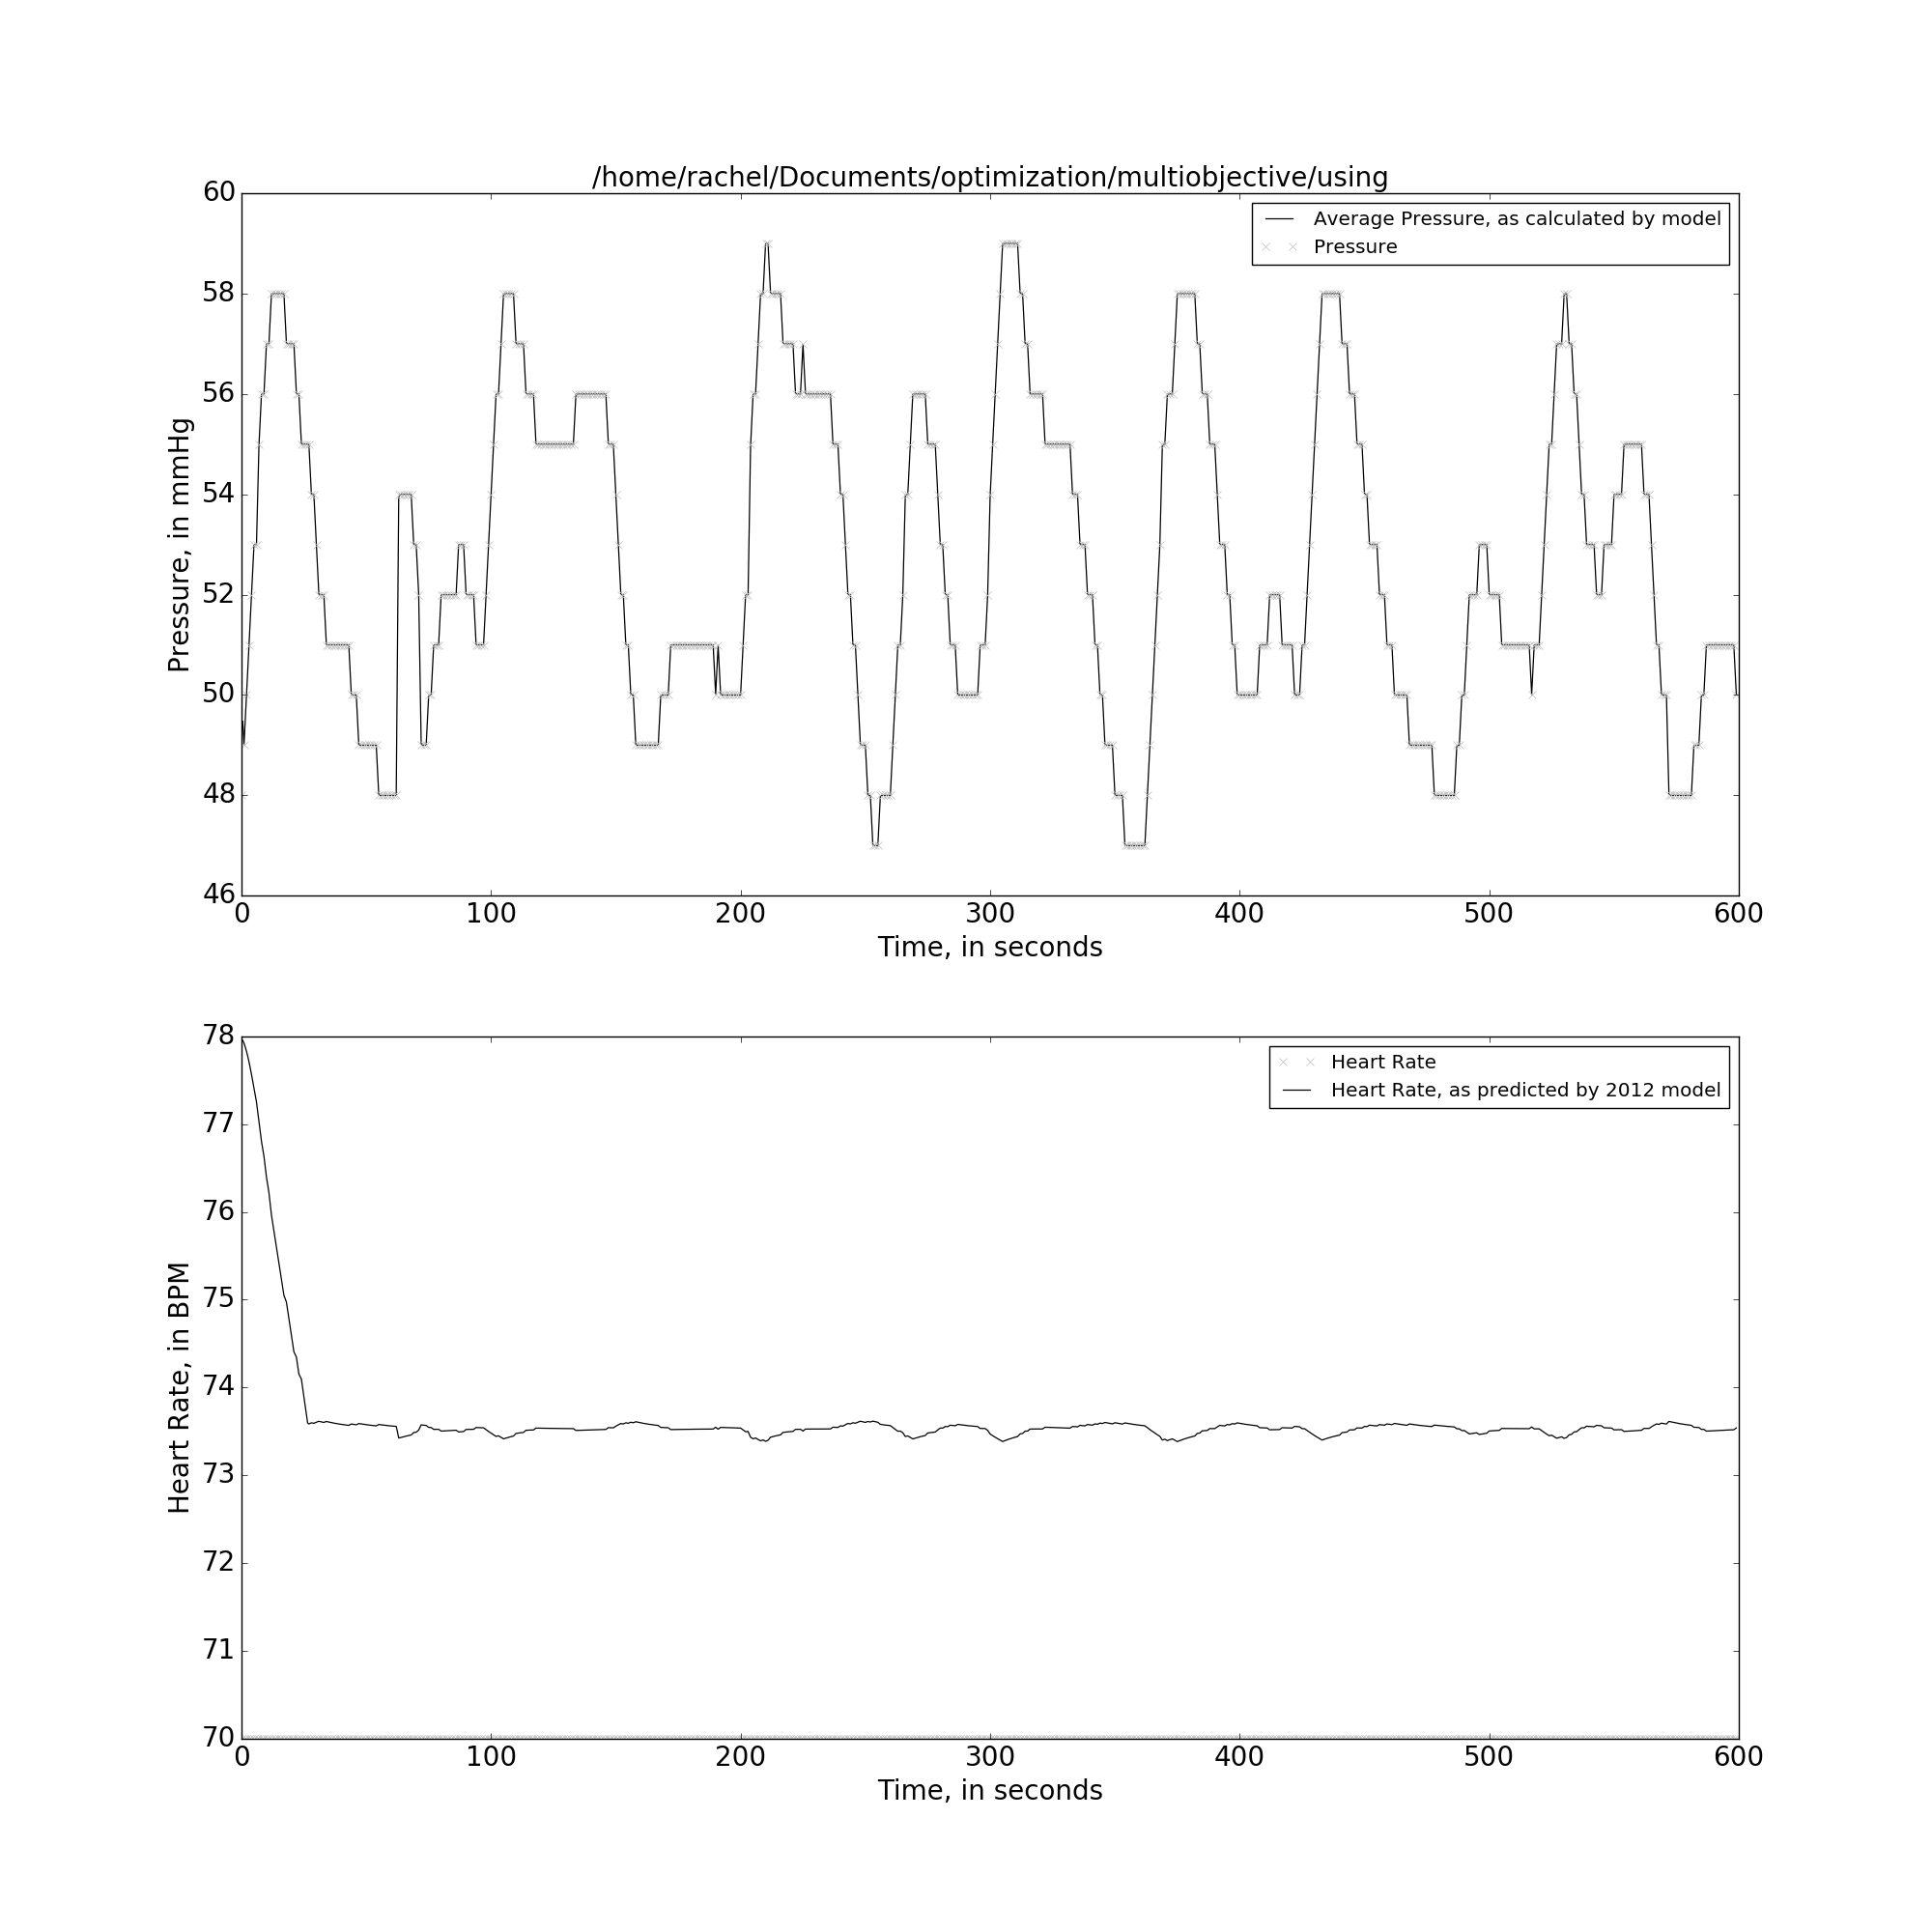 /home/rachel/Documents/optimization/multiobjective/using
60
58
56
54
52
50
48
46
Pressure, in mmHg
Average Pressure, as calculated by model
Pressure
0 100 200 300 400 500 600
Time, in seconds
78
77
76
75
74
73
72
71
70
Heart Rate, in BPM
Heart Rate
Heart Rate, as predicted by 2012 model
0 100 200 300 400 500 600
Time, in seconds